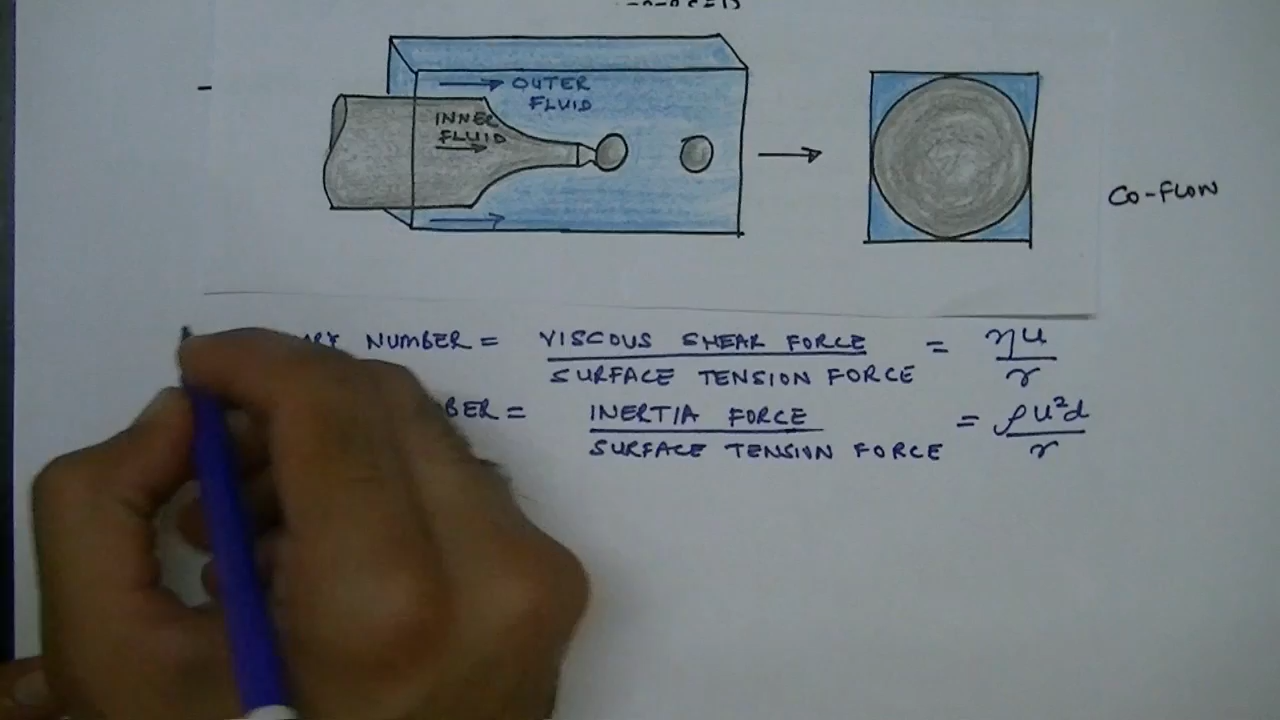 OUTER
FLUID
INNER
FLUID
CO-FLOW
NUMBER = VISCOUS SHEAR FORCE = ηu
SURFACE TENSION FORCE γ
= INERTIA FORCE = ρu²d
SURFACE TENSION FORCE γ